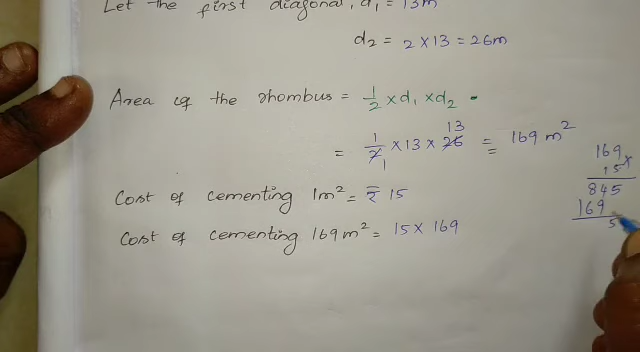 Let the first diagonal, d₁ = 13m
d₂ = 2 × 13 = 26m
Area of the rhombus = 1/2 × d₁ × d₂
= 1/2 × 13 × 26 = 169 m²
13
1
Cost of cementing 1m² = ₹ 15
Cost of cementing 169m² = 15 × 169
169
15 ×
845
169
5